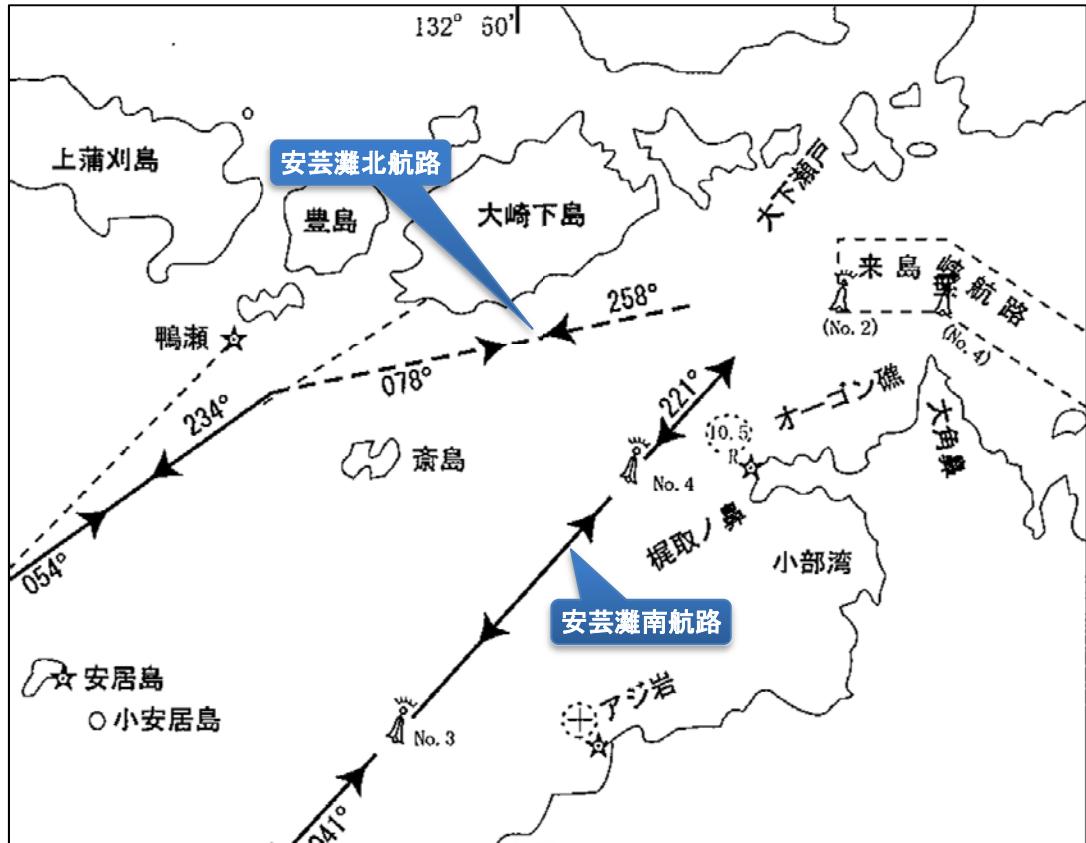 132° 50'
上蒲刈島
安芸灘北航路
豊島
大崎下島
大下瀬戸
来島海峡航路
鴨瀬
258°
(No. 2)
(No. 4)
078°
234°
221°
オーゴン礁
10.5
R
大角鼻
斎島
No. 4
梶取ノ鼻
小部湾
054°
安芸灘南航路
安居島
小安居島
アジ岩
No. 3
041°